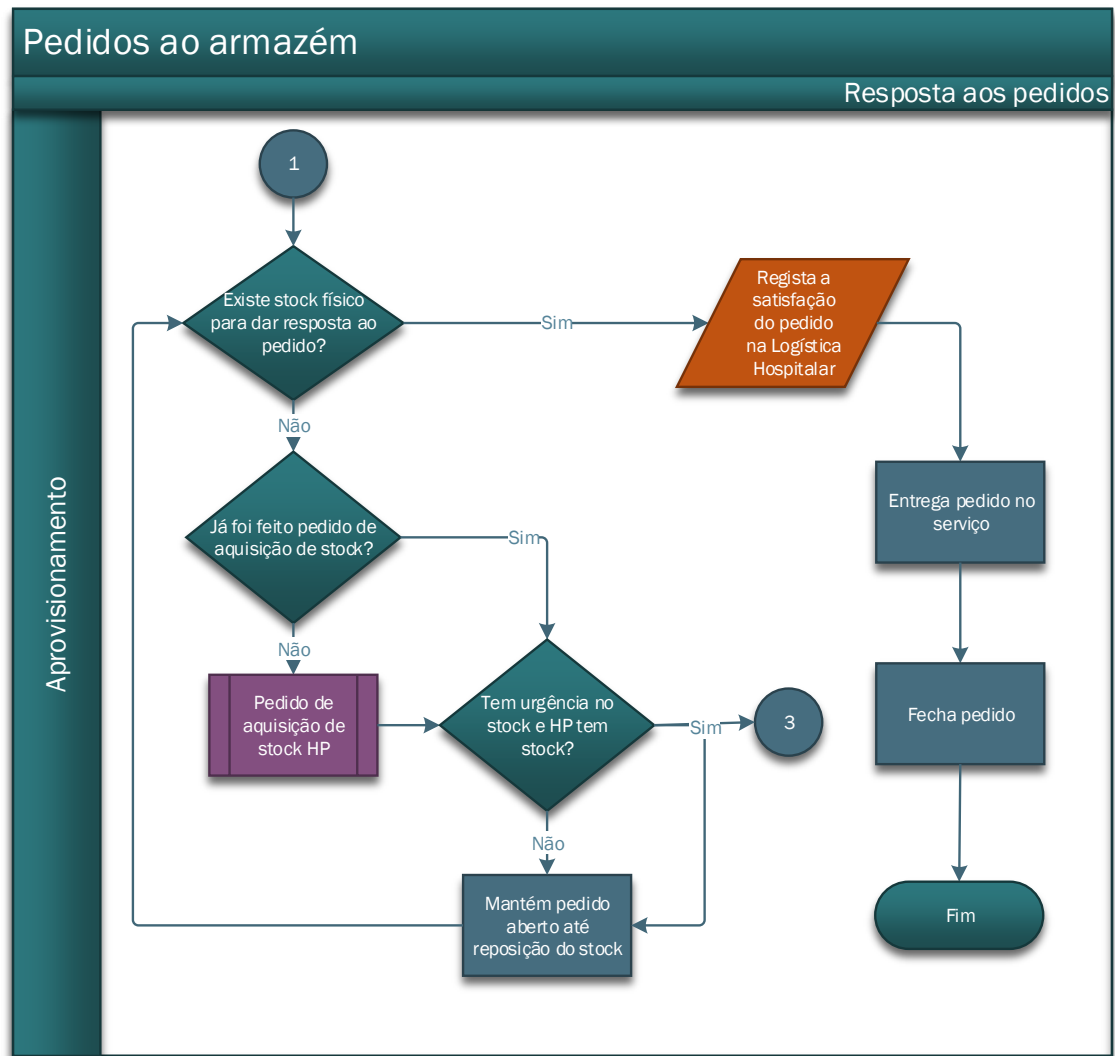 Pedidos ao armazém
Resposta aos pedidos
Aprovisionamento
1
Existe stock físico
para dar resposta ao
pedido?
Sim
Regista a
satisfação
do pedido
na Logística
Hospitalar
Não
Entrega pedido no
serviço
Já foi feito pedido de
aquisição de stock?
Sim
Não
Pedido de
aquisição de
stock HP
Tem urgência no
stock e HP tem
stock?
Sim
3
Fecha pedido
Não
Mantém pedido
aberto até
reposição do stock
Fim